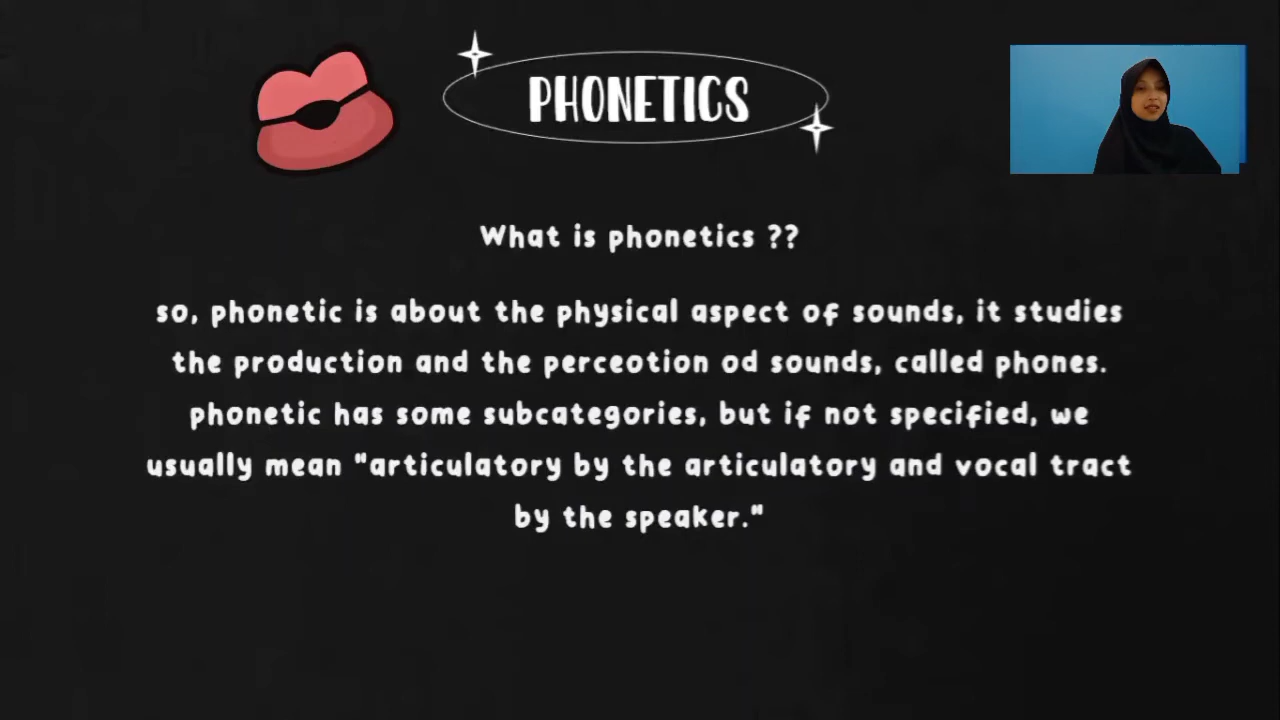 PHONETICS
What is phonetics ??
so, phonetic is about the physical aspect of sounds, it studies
the production and the perceotion od sounds, called phones.
phonetic has some subcategories, but if not specified, we
usually mean "articulatory by the articulatory and vocal tract
by the speaker."